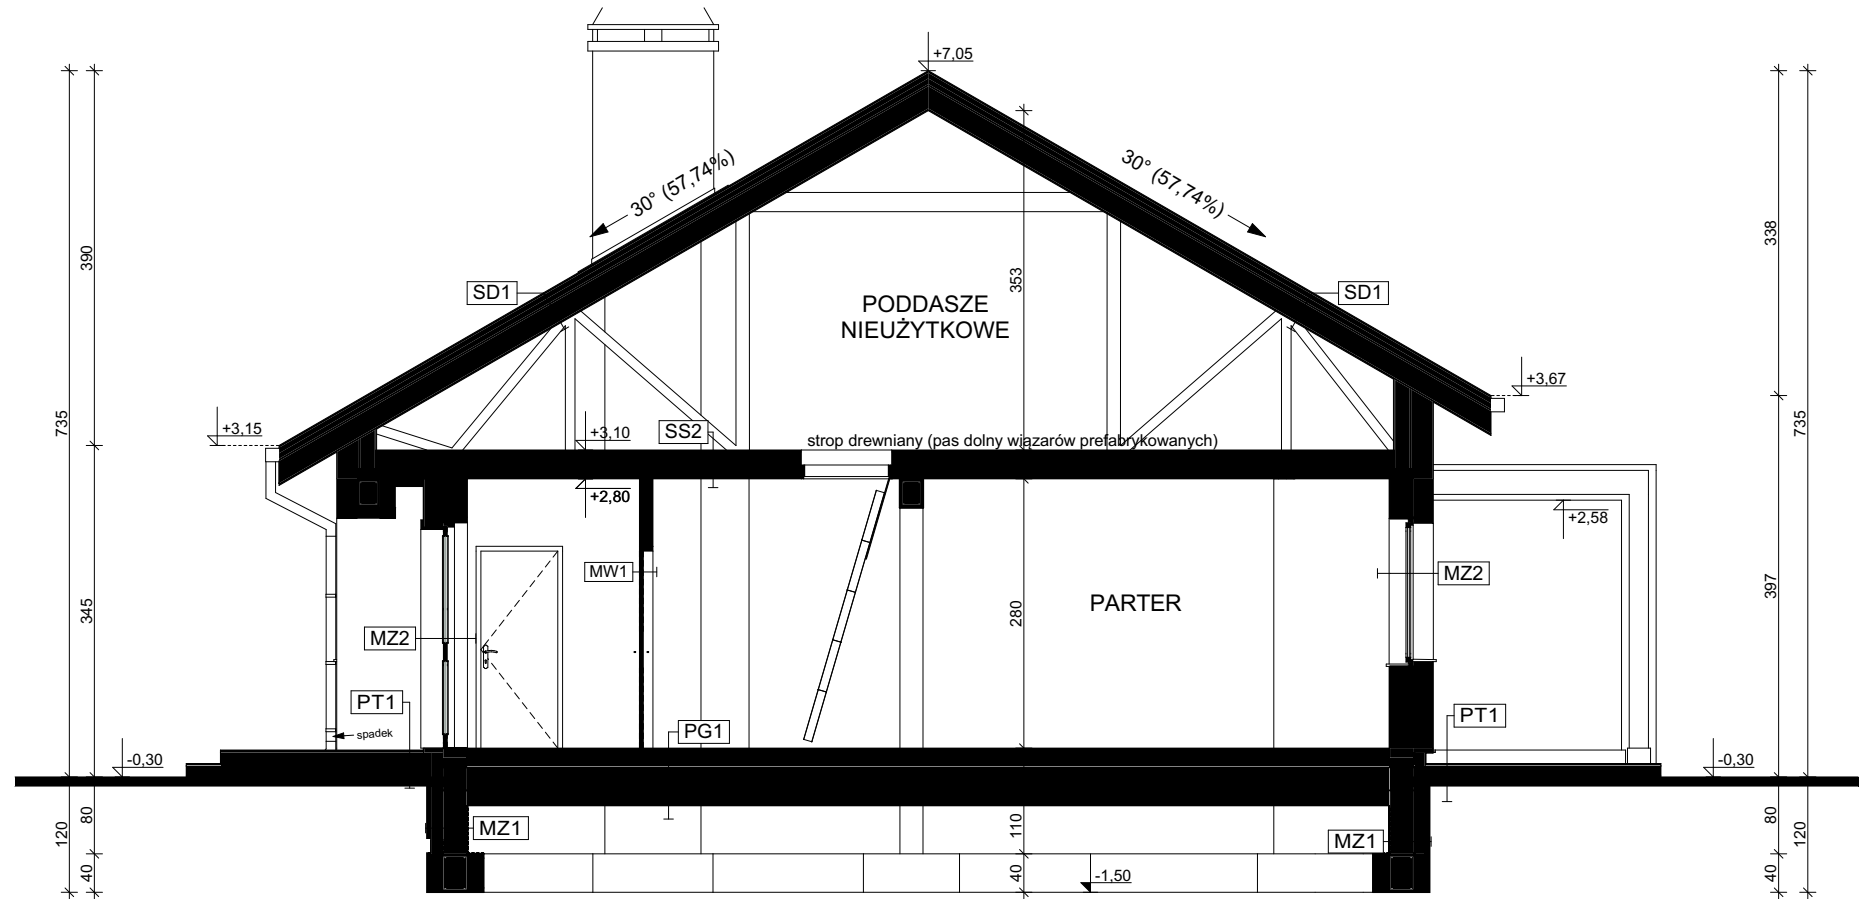 +7,05
30° (57,74%)
30° (57,74%)
390
338
353
SD1
SD1
PODDASZE
NIEUŻYTKOWE
+3,67
735
735
+3,15
+3,10
SS2
strop drewniany (pas dolny wiązarów prefabrykowanych)
+2,80
+2,58
MW1
MZ2
345
397
280
PARTER
MZ2
PT1
PT1
spadek
PG1
-0,30
-0,30
120
80
MZ1
110
MZ1
80
120
40
40
-1,50
40